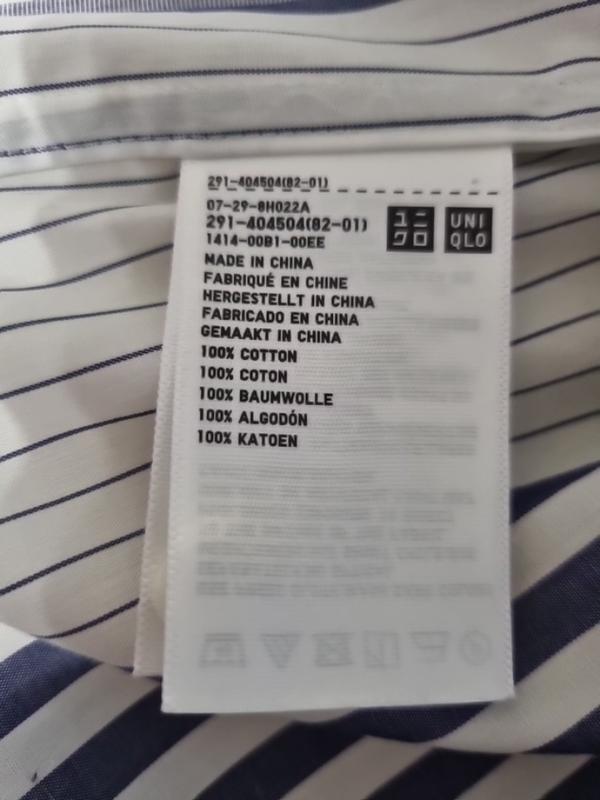 291-404504(82-01)
07-29-8H022A
291-404504(82-01)
1414-00B1-00EE
ユニ
クロ
UNI
QLO
MADE IN CHINA
FABRIQUÉ EN CHINE
HERGESTELLT IN CHINA
FABRICADO EN CHINA
GEMAAKT IN CHINA
100% COTTON
100% COTON
100% BAUMWOLLE
100% ALGODÓN
100% KATOEN